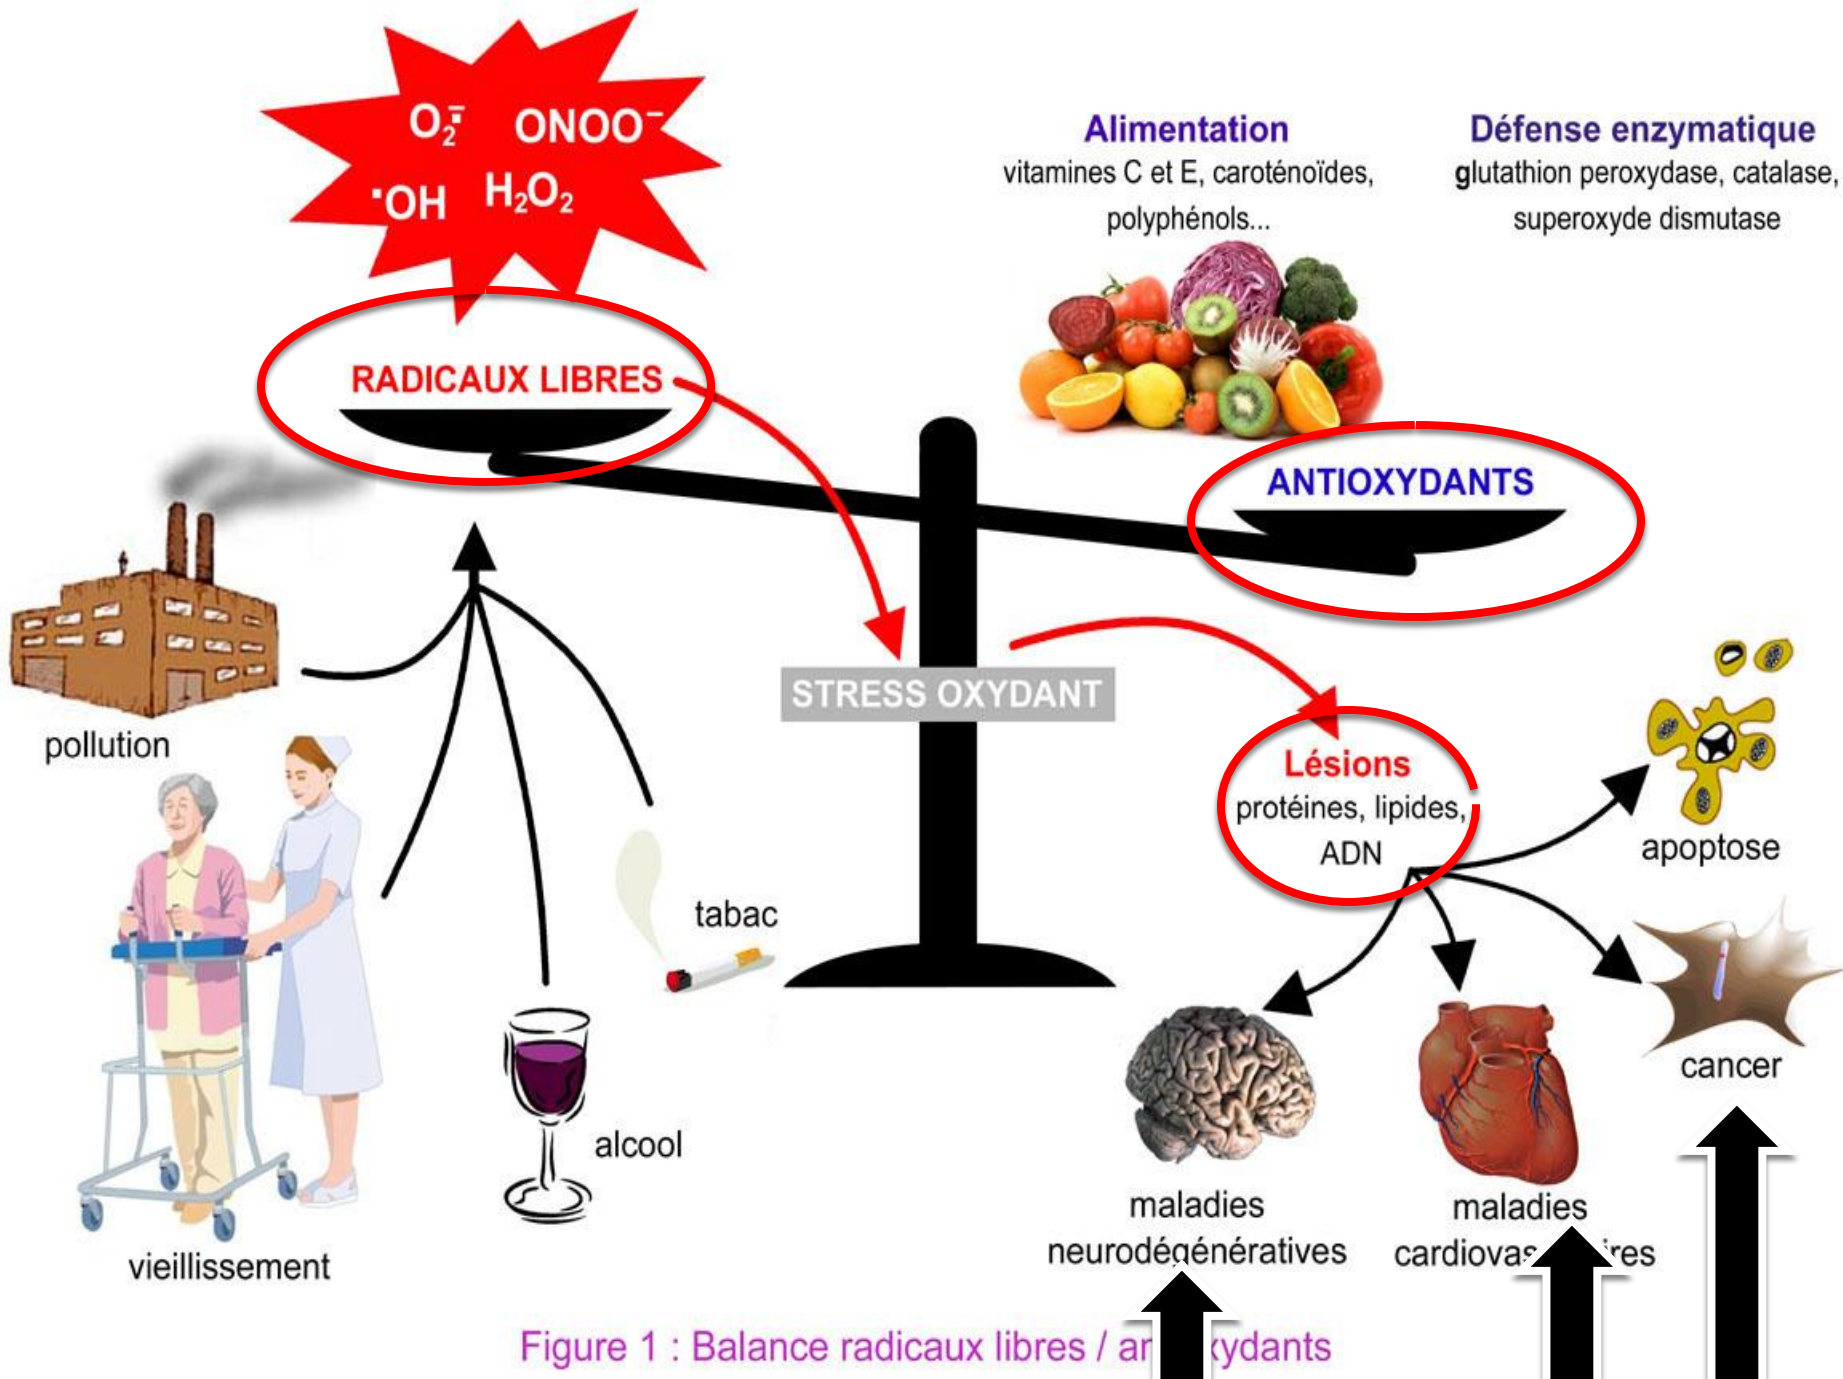 O₂•̄ ONOO⁻
•OH H₂O₂
RADICAUX LIBRES
Alimentation
vitamines C et E, caroténoïdes,
polyphénols...
Défense enzymatique
glutathion peroxydase, catalase,
superoxyde dismutase
ANTIOXYDANTS
STRESS OXYDANT
pollution
vieillissement
alcool
tabac
Lésions
protéines, lipides,
ADN
apoptose
cancer
maladies
neurodégénératives
maladies
Figure 1 : Balance radicaux libres /